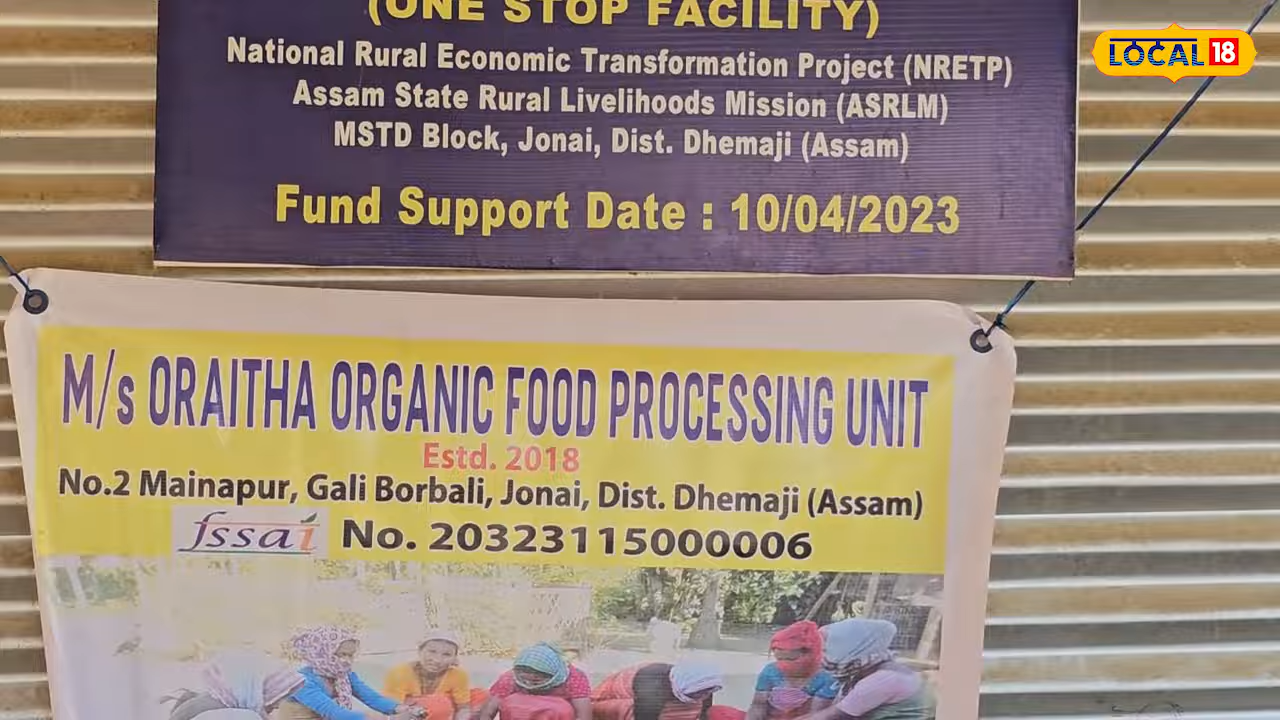 (ONE STOP FACILITY)
National Rural Economic Transformation Project (NRETP)
Assam State Rural Livelihoods Mission (ASRLM)
MSTD Block, Jonai, Dist. Dhemaji (Assam)
Fund Support Date : 10/04/2023
LOCAL 18
M/s ORAITHA ORGANIC FOOD PROCESSING UNIT
Estd. 2018
No.2 Mainapur, Gali Borbali, Jonai, Dist. Dhemaji (Assam)
fssai No. 20323115000006